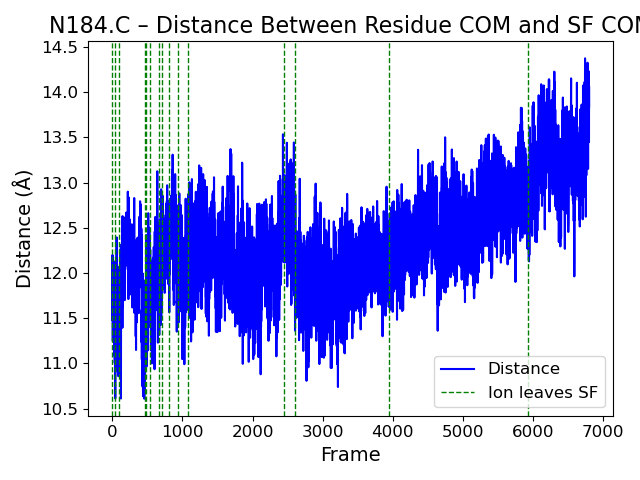 N184.C – Distance Between Residue COM and SF COM
14.5
14.0
13.5
13.0
12.5
12.0
11.5
11.0
10.5
Distance (Å)
Distance
Ion leaves SF
0 1000 2000 3000 4000 5000 6000 7000
Frame